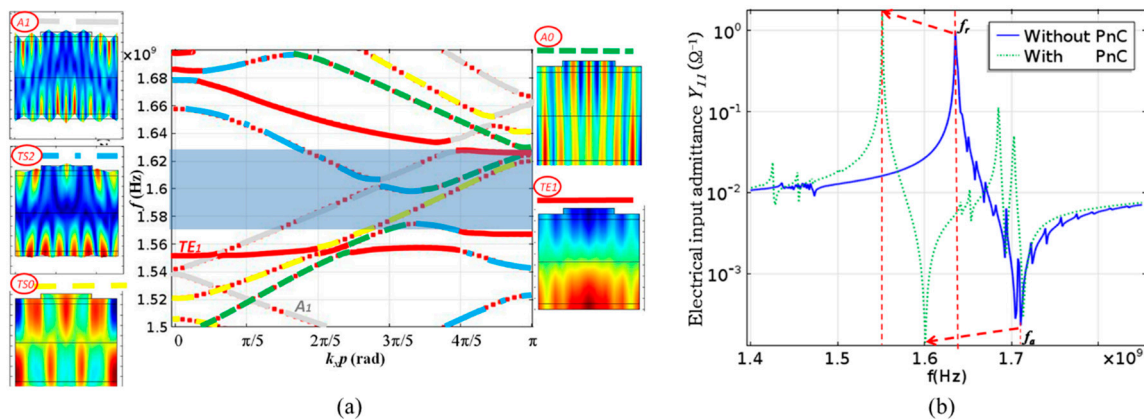 A1
TS2
TS0
×10⁹
1.68
1.66
1.64
1.62
1.6
1.58
1.56
1.54
1.52
1.5
f (Hz)
TE1
A1
0
π/5
2π/5
3π/5
4π/5
π
kₓp (rad)
A0
TE1
(a)
Electrical input admittance Y₁₁ (Ω⁻¹)
10⁰
10⁻¹
10⁻²
10⁻³
fr
fa
Without PnC
With PnC
1.4
1.5
1.6
1.7
×10⁹
f(Hz)
(b)